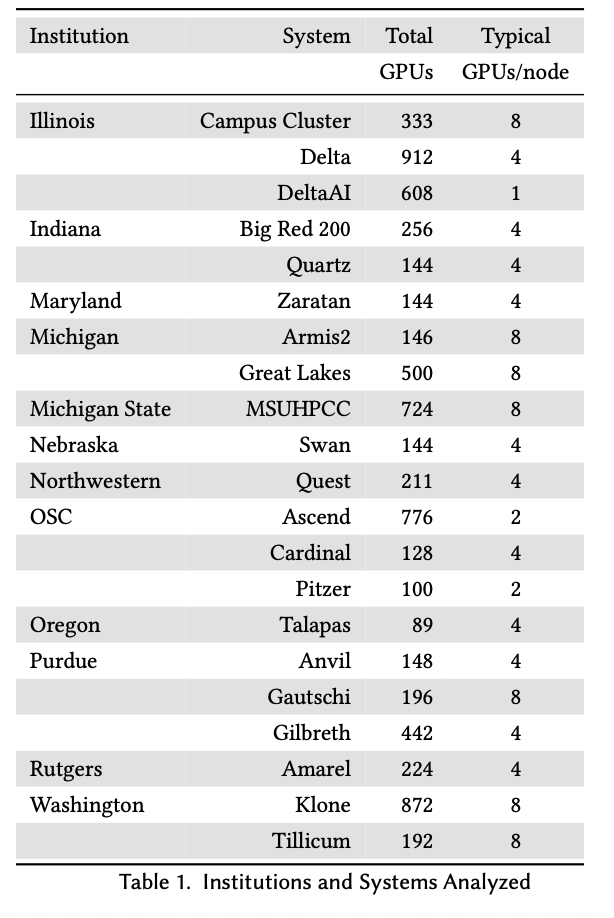 Institution System Total Typical
GPUs GPUs/node
Illinois Campus Cluster 333 8
Delta 912 4
DeltaAI 608 1
Indiana Big Red 200 256 4
Quartz 144 4
Maryland Zaratan 144 4
Michigan Armis2 146 8
Great Lakes 500 8
Michigan State MSUHPCC 724 8
Nebraska Swan 144 4
Northwestern Quest 211 4
OSC Ascend 776 2
Cardinal 128 4
Pitzer 100 2
Oregon Talapas 89 4
Purdue Anvil 148 4
Gautschi 196 8
Gilbreth 442 4
Rutgers Amarel 224 4
Washington Klone 872 8
Tillicum 192 8
Table 1. Institutions and Systems Analyzed